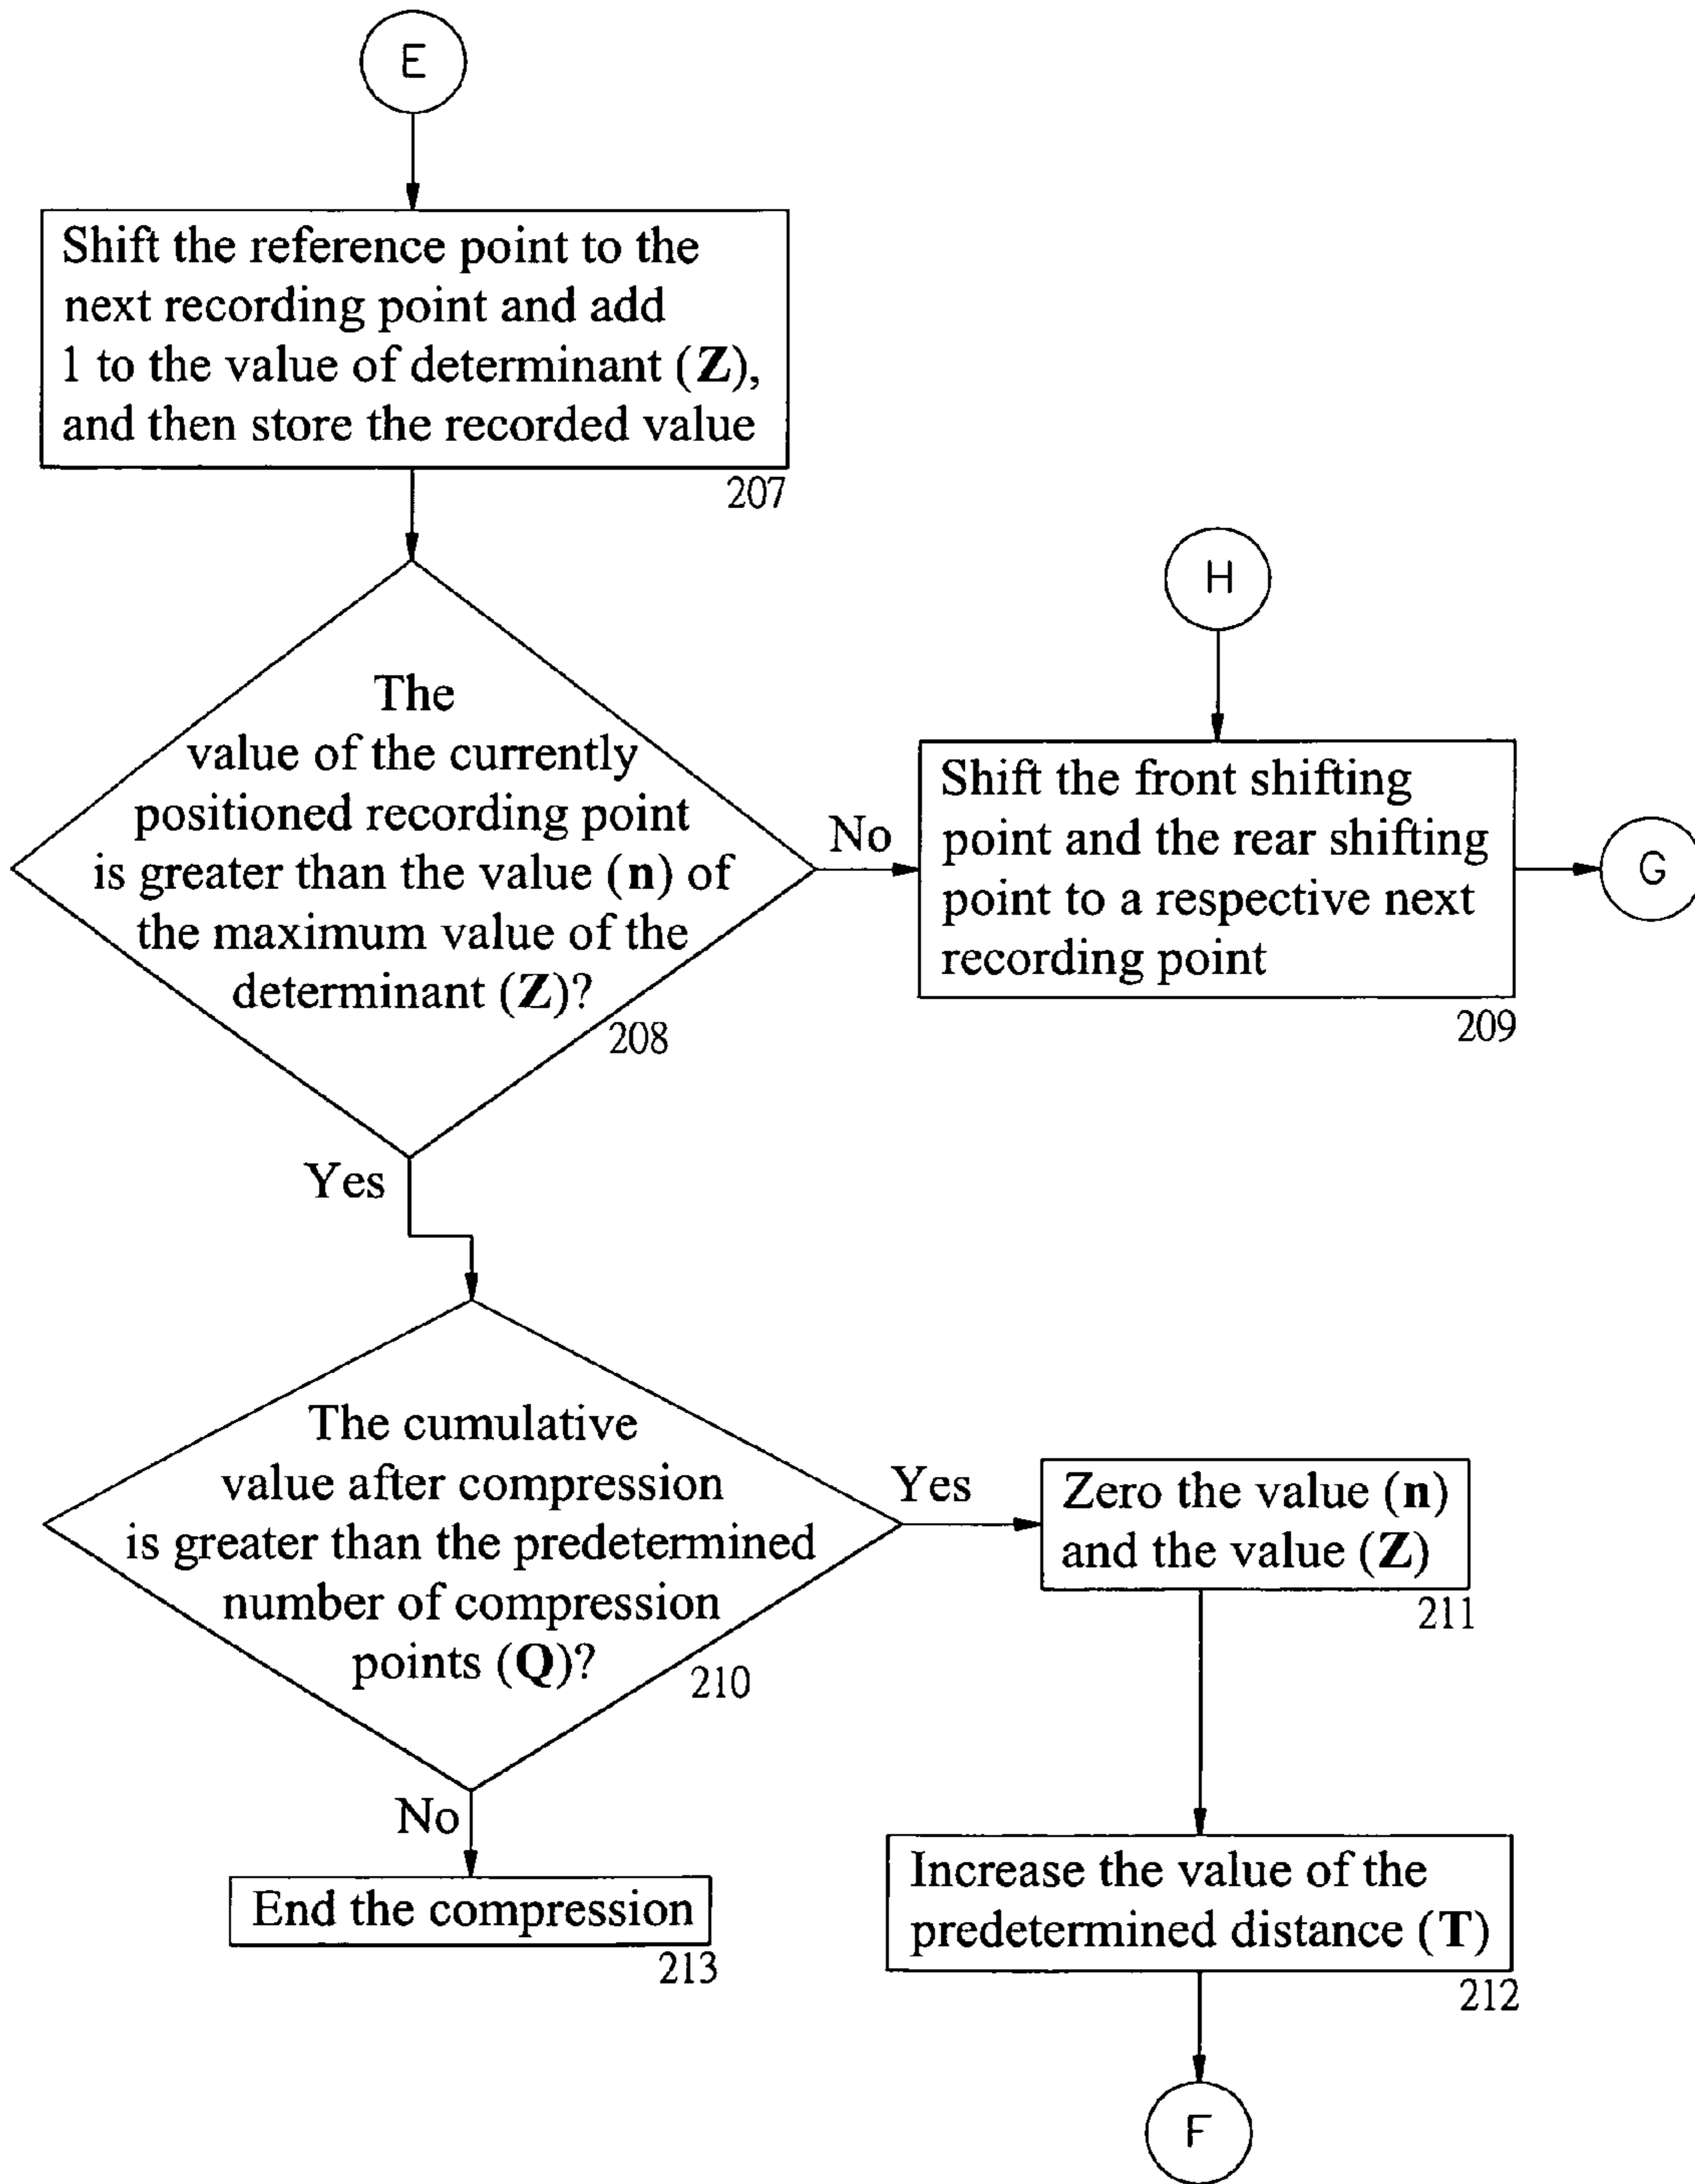 E
Shift the reference point to the
next recording point and add
1 to the value of determinant (Z),
and then store the recorded value
207
The
value of the currently
positioned recording point
is greater than the value (n) of
the maximum value of the
determinant (Z)?
208
No
H
Shift the front shifting
point and the rear shifting
point to a respective next
recording point
209
G
Yes
The cumulative
value after compression
is greater than the predetermined
number of compression
points (Q)?
210
Yes
Zero the value (n)
and the value (Z)
211
No
End the compression
213
Increase the value of the
predetermined distance (T)
212
F